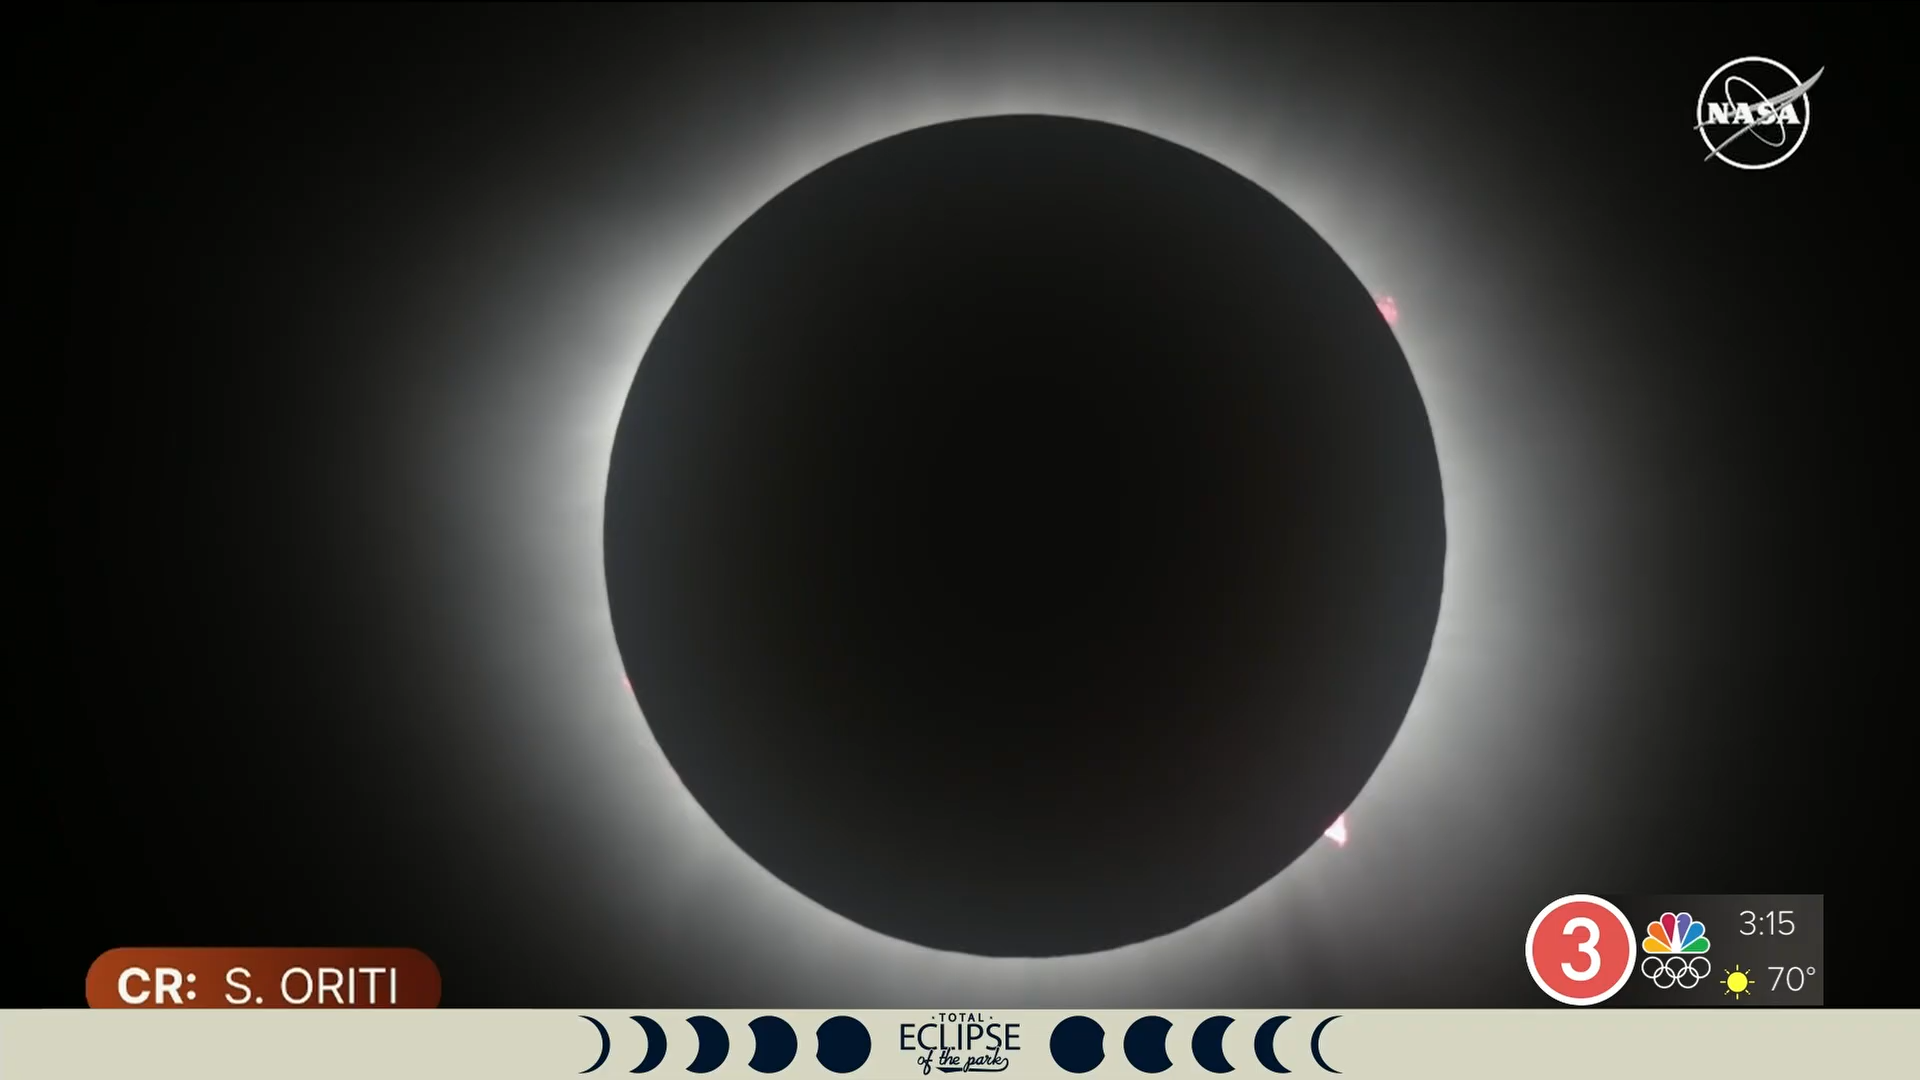 NASA
3:15
3
70°
CR: S. ORITI
· TOTAL ·
ECLIPSE
of the park